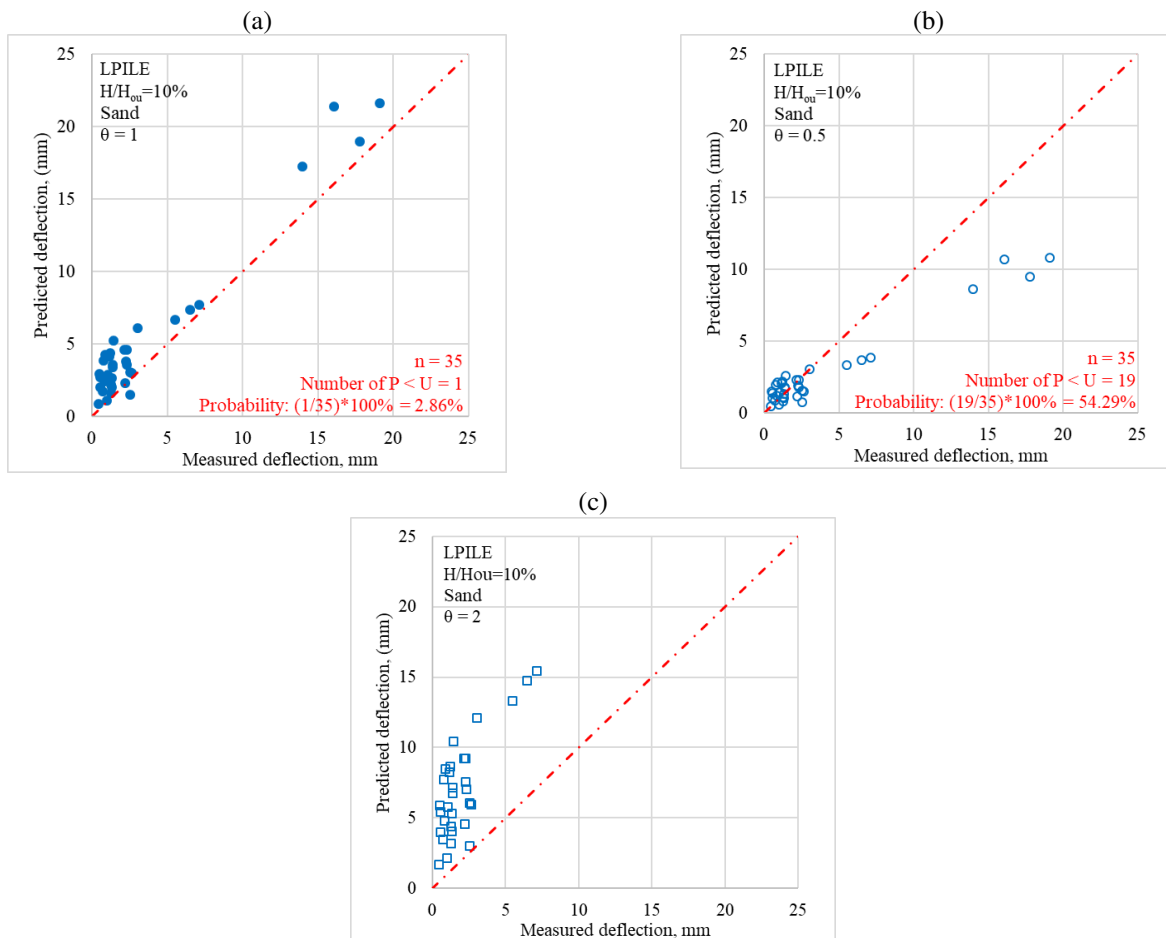 (a)
25
20
15
10
5
0
0 5 10 15 20 25
Predicted deflection, (mm)
Measured deflection, mm
LPILE
H/Hou=10%
Sand
θ = 1
n = 35
Number of P < U = 1
Probability: (1/35)*100% = 2.86%
(b)
25
20
15
10
5
0
0 5 10 15 20 25
Predicted deflection, (mm)
Measured deflection, mm
LPILE
H/Hou=10%
Sand
θ = 0.5
n = 35
Number of P < U = 19
Probability: (19/35)*100% = 54.29%
(c)
25
20
15
10
5
0
0 5 10 15 20 25
Predicted deflection, (mm)
Measured deflection, mm
LPILE
H/Hou=10%
Sand
θ = 2